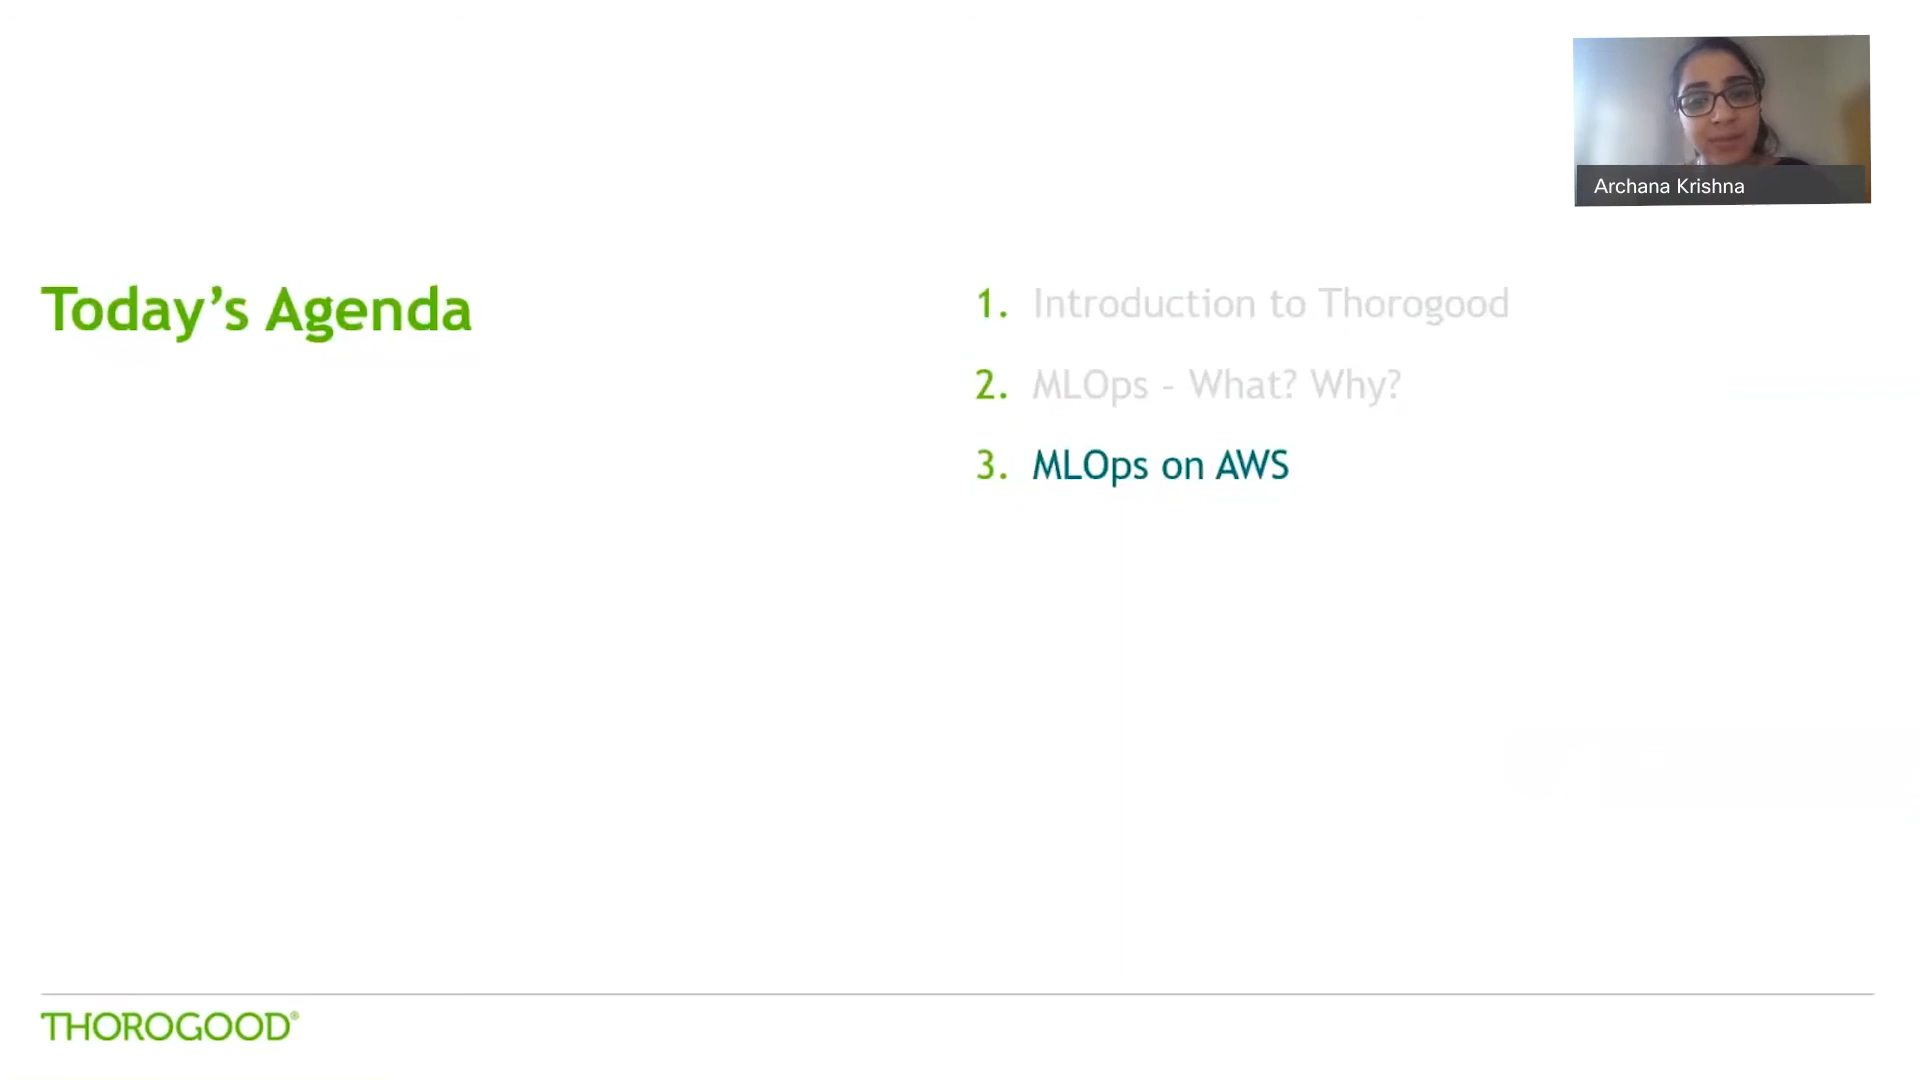 Archana Krishna
Today's Agenda
1. Introduction to Thorogood
2. MLOps - What? Why?
3. MLOps on AWS
THOROGOOD®